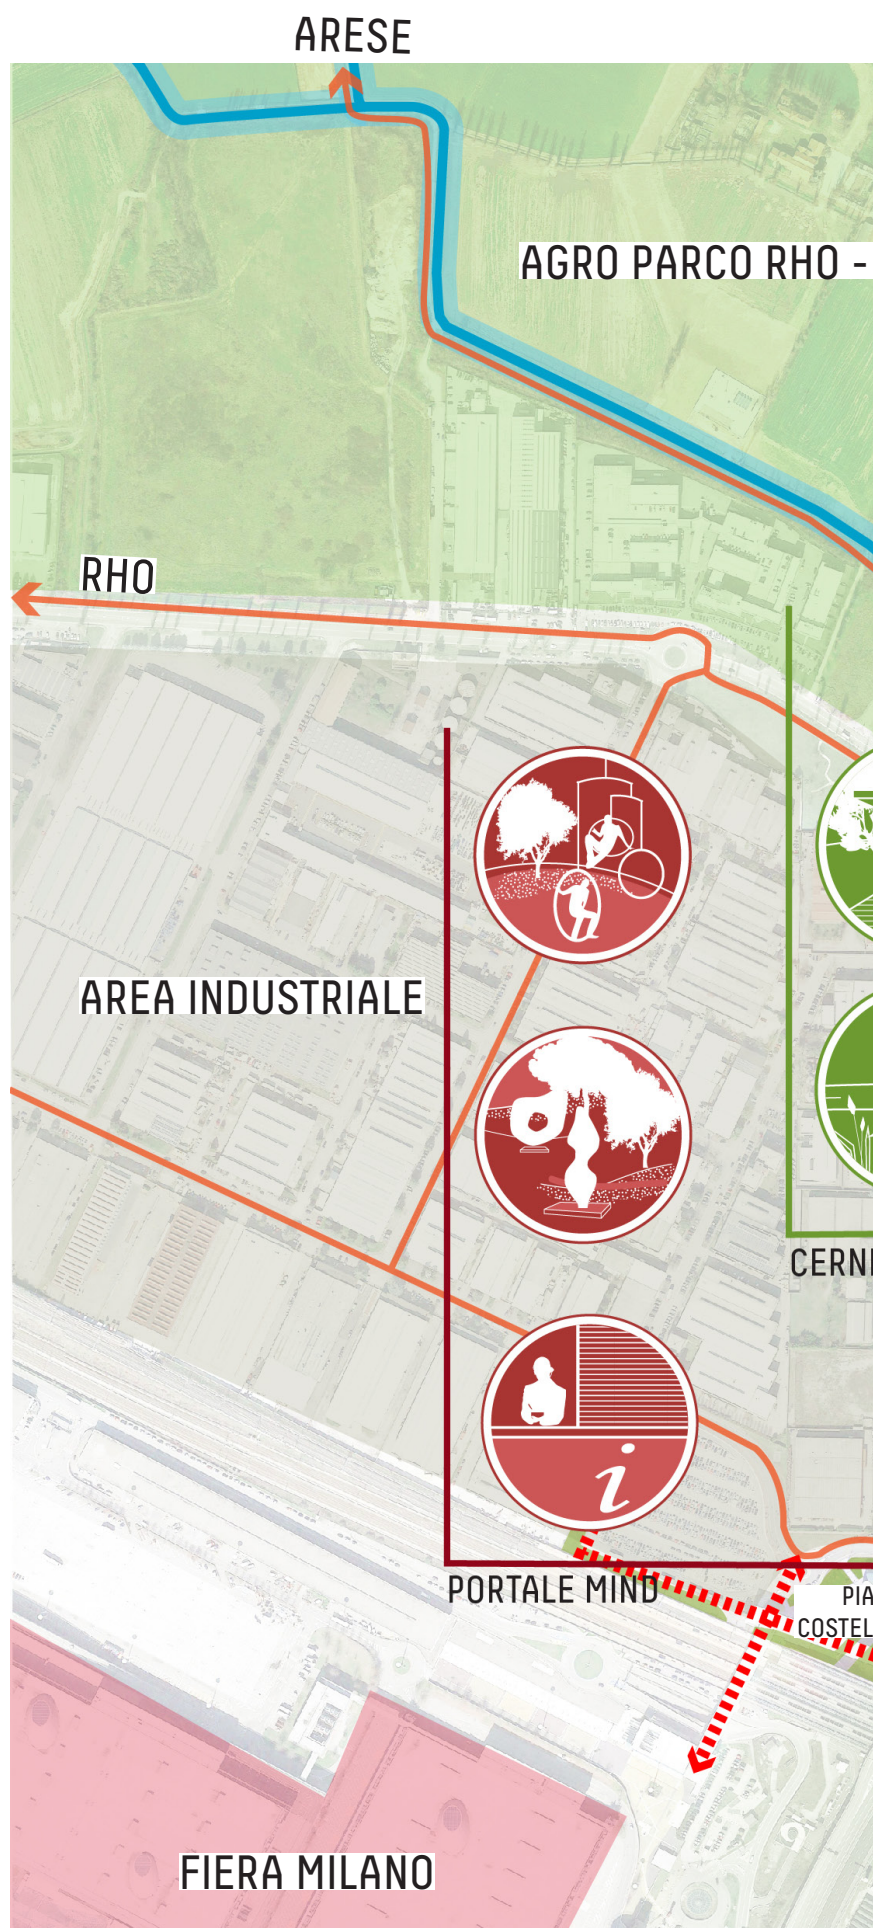 ARESE
AGRO PARCO RHO -
RHO
AREA INDUSTRIALE
CERN
i
PORTALE MIND
PIA
COSTEL
FIERA MILANO